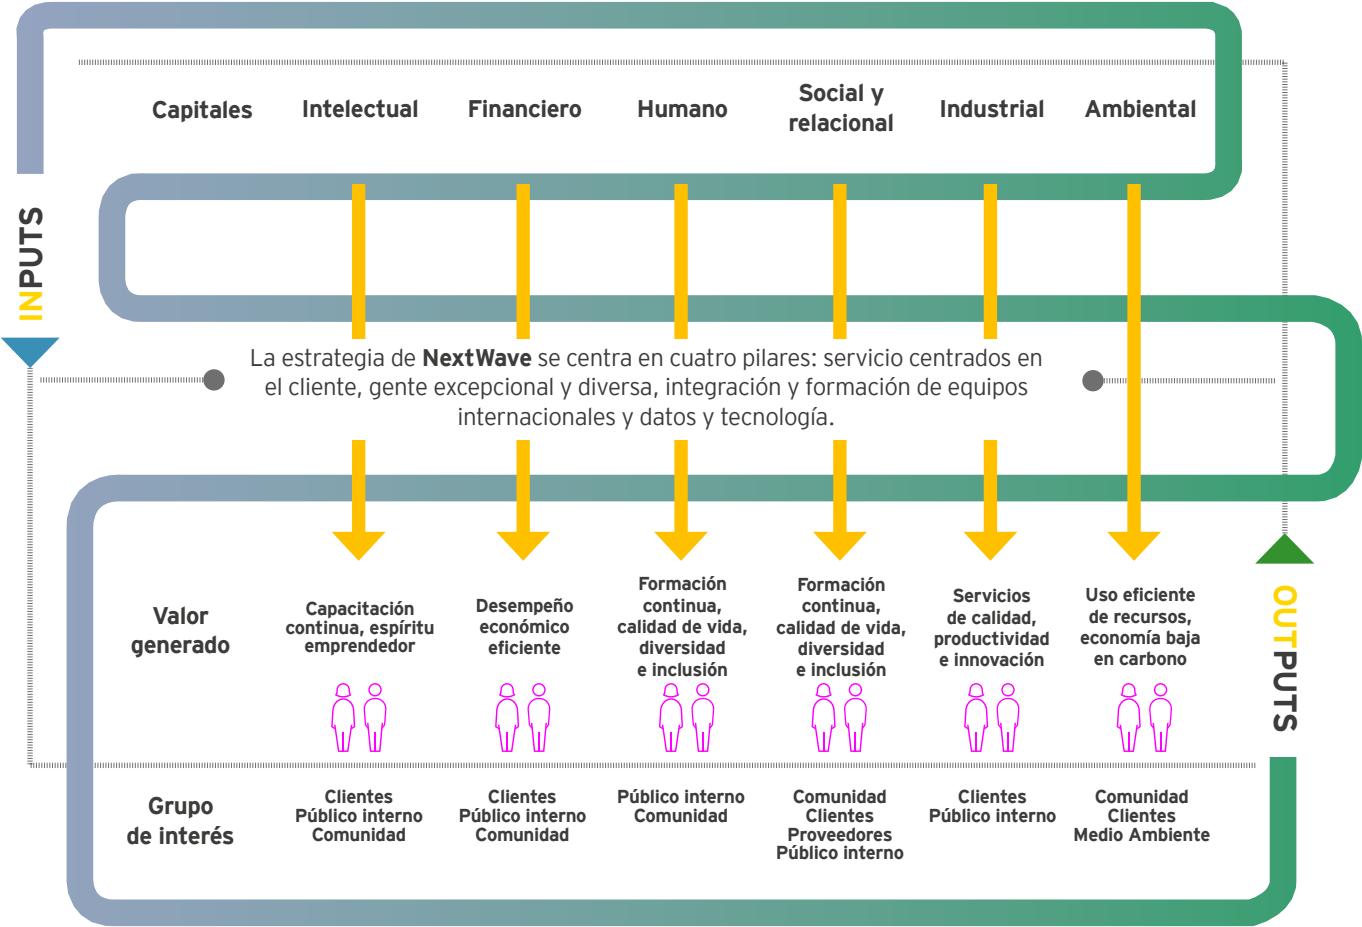 Capitales
Intelectual
Financiero
Humano
Social y
relacional
Industrial
Ambiental
INPUTS
La estrategia de NextWave se centra en cuatro pilares: servicio centrados en
el cliente, gente excepcional y diversa, integración y formación de equipos
internacionales y datos y tecnología.
Valor
generado
Capacitación
continua, espíritu
emprendedor
Desempeño
económico
eficiente
Formación
continua,
calidad de vida,
diversidad
e inclusión
Formación
continua,
calidad de vida,
diversidad
e inclusión
Servicios
de calidad,
productividad
e innovación
Uso eficiente
de recursos,
economía baja
en carbono
OUTPUTS
Grupo
de interés
Clientes
Público interno
Comunidad
Clientes
Público interno
Comunidad
Público interno
Comunidad
Comunidad
Clientes
Proveedores
Público interno
Clientes
Público interno
Comunidad
Clientes
Medio Ambiente